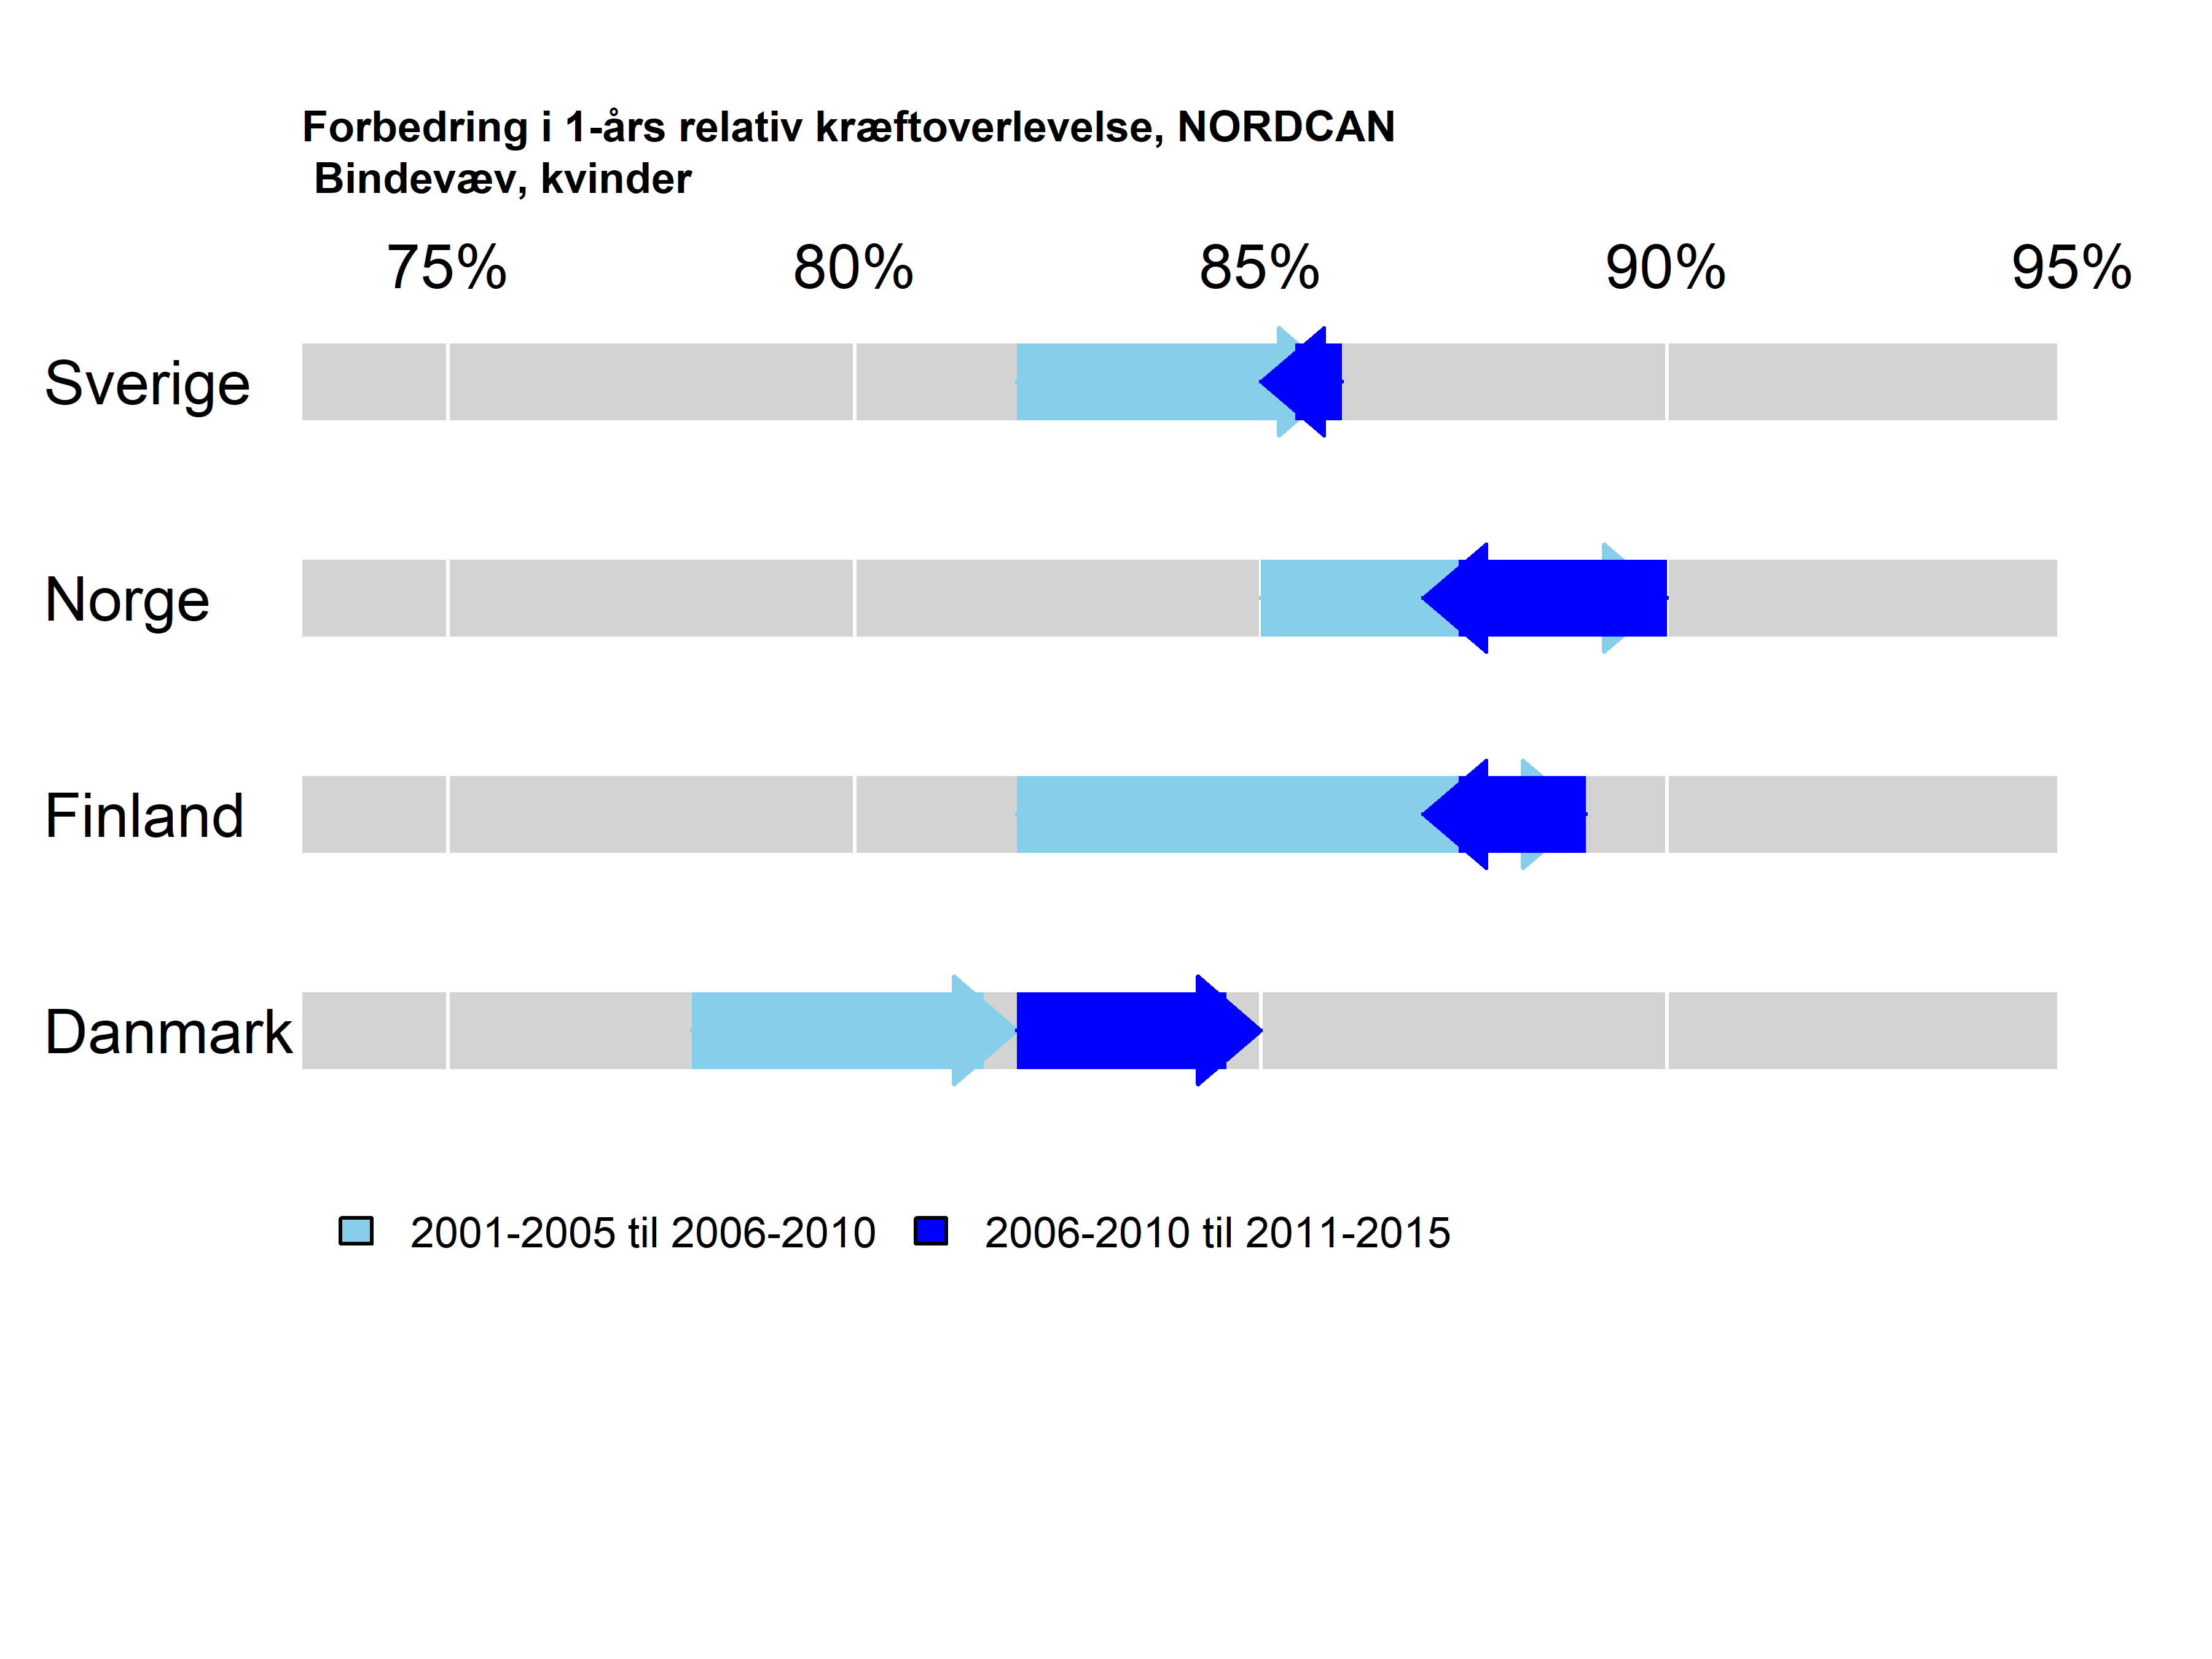 Forbedring i 1-års relativ kræftoverlevelse, NORDCAN
Bindevæv, kvinder
75% 80% 85% 90% 95%
Sverige
Norge
Finland
Danmark
2001-2005 til 2006-2010 2006-2010 til 2011-2015